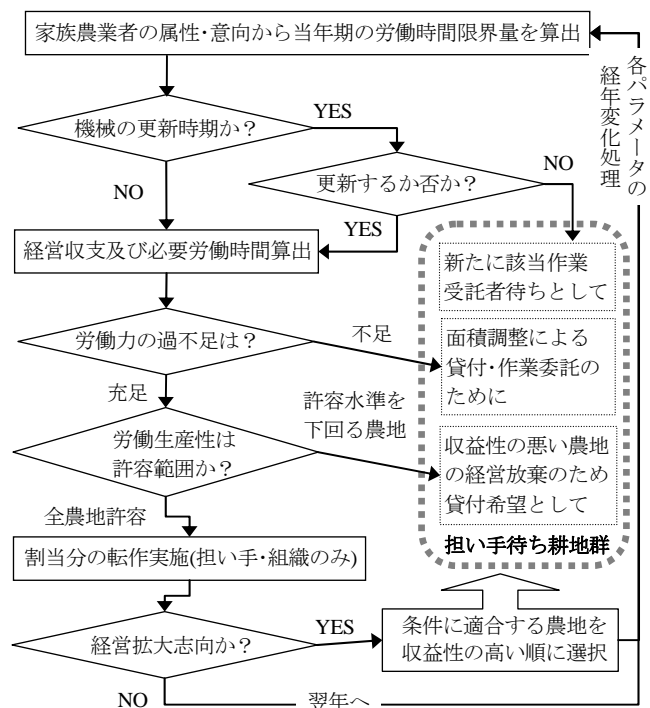 家族農業者の属性・意向から当年期の労働時間限界量を算出
各パラメータの
経年変化処理
機械の更新時期か？
YES
NO
更新するか否か？
NO
YES
経営収支及び必要労働時間算出
新たに該当作業
受託者待ちとして
労働力の過不足は？
不足
面積調整による
貸付・作業委託の
ために
充足
許容水準を
下回る農地
労働生産性は
許容範囲か？
収益性の悪い農地
の経営放棄のため
貸付希望として
全農地許容
担い手待ち耕地群
割当分の転作実施(担い手・組織のみ)
経営拡大志向か？
YES
条件に適合する農地を
収益性の高い順に選択
NO
翌年へ